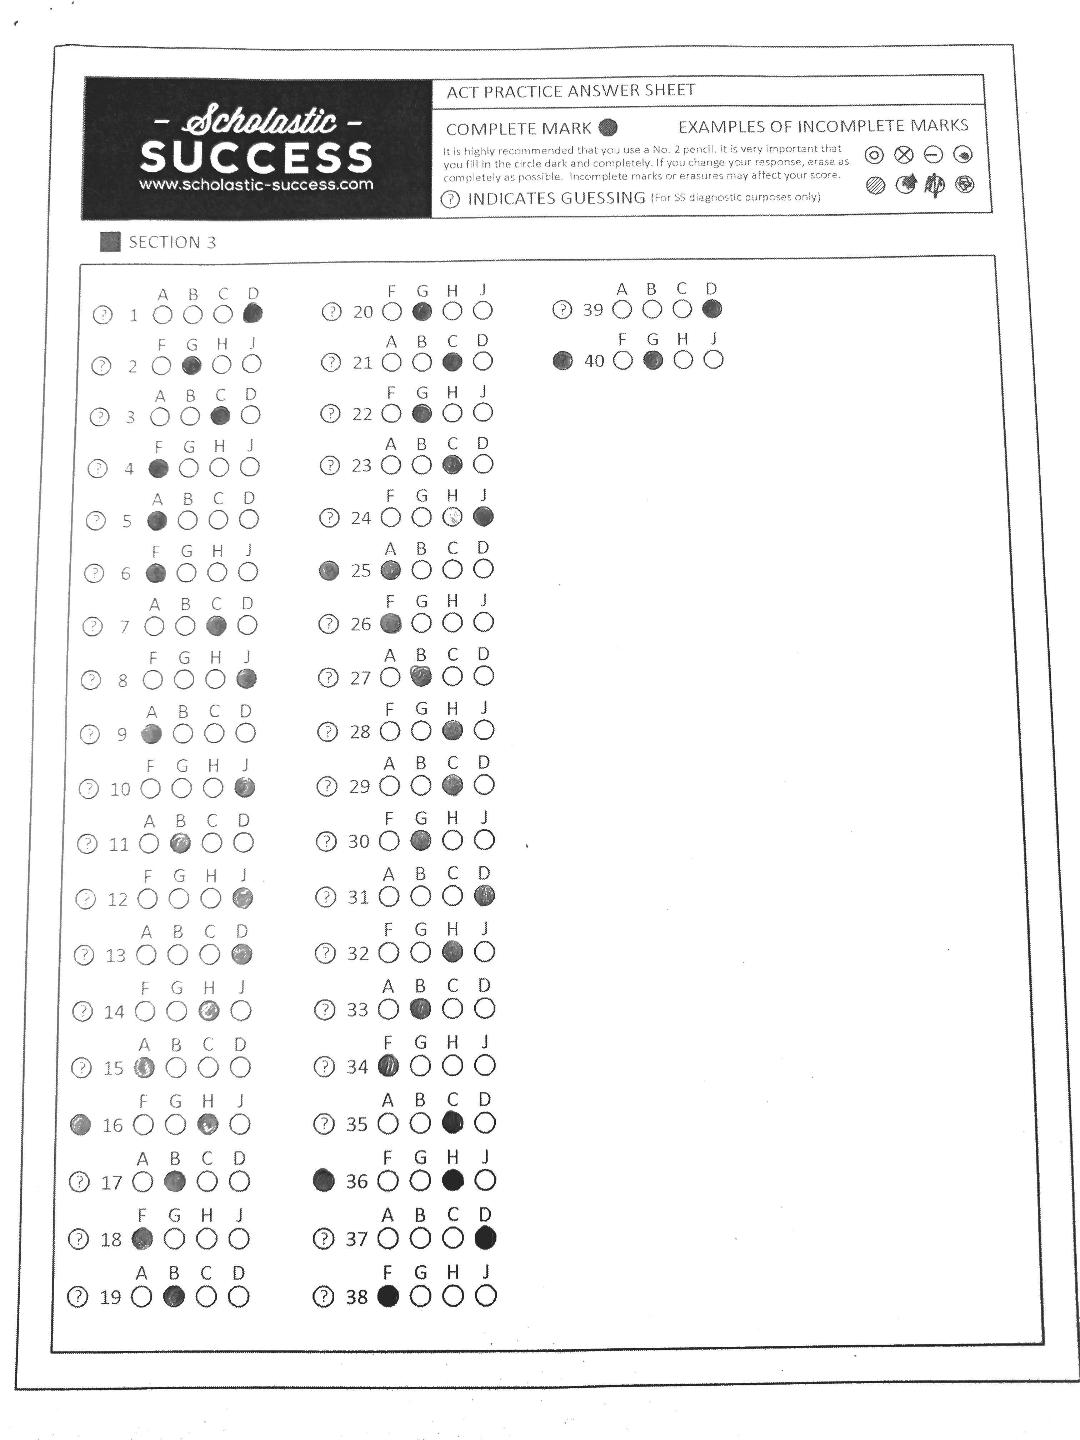 - Scholastic -
SUCCESS
www.scholastic-success.com
ACT PRACTICE ANSWER SHEET
COMPLETE MARK EXAMPLES OF INCOMPLETE MARKS
It is highly recommended that you use a No. 2 pencil. It is very important that
you fill in the circle dark and completely. If you change your response, erase as
completely as possible. Incomplete marks or erasures may affect your score.
? INDICATES GUESSING (For SS diagnostic purposes only)
SECTION 3
A B C D
? 1
F G H J
? 2
A B C D
? 3
F G H J
? 4
A B C D
? 5
F G H J
? 6
A B C D
? 7
F G H J
? 8
A B C D
? 9
F G H J
? 10
A B C D
? 11
F G H J
? 12
A B C D
? 13
F G H J
? 14
A B C D
? 15
F G H J
16
A B C D
? 17
F G H J
? 18
A B C D
? 19
F G H J
? 20
A B C D
? 21
F G H J
? 22
A B C D
? 23
F G H J
? 24
A B C D
25
F G H J
? 26
A B C D
? 27
F G H J
? 28
A B C D
? 29
F G H J
? 30
A B C D
? 31
F G H J
? 32
A B C D
? 33
F G H J
? 34
A B C D
? 35
F G H J
36
A B C D
? 37
F G H J
? 38
A B C D
? 39
F G H J
40